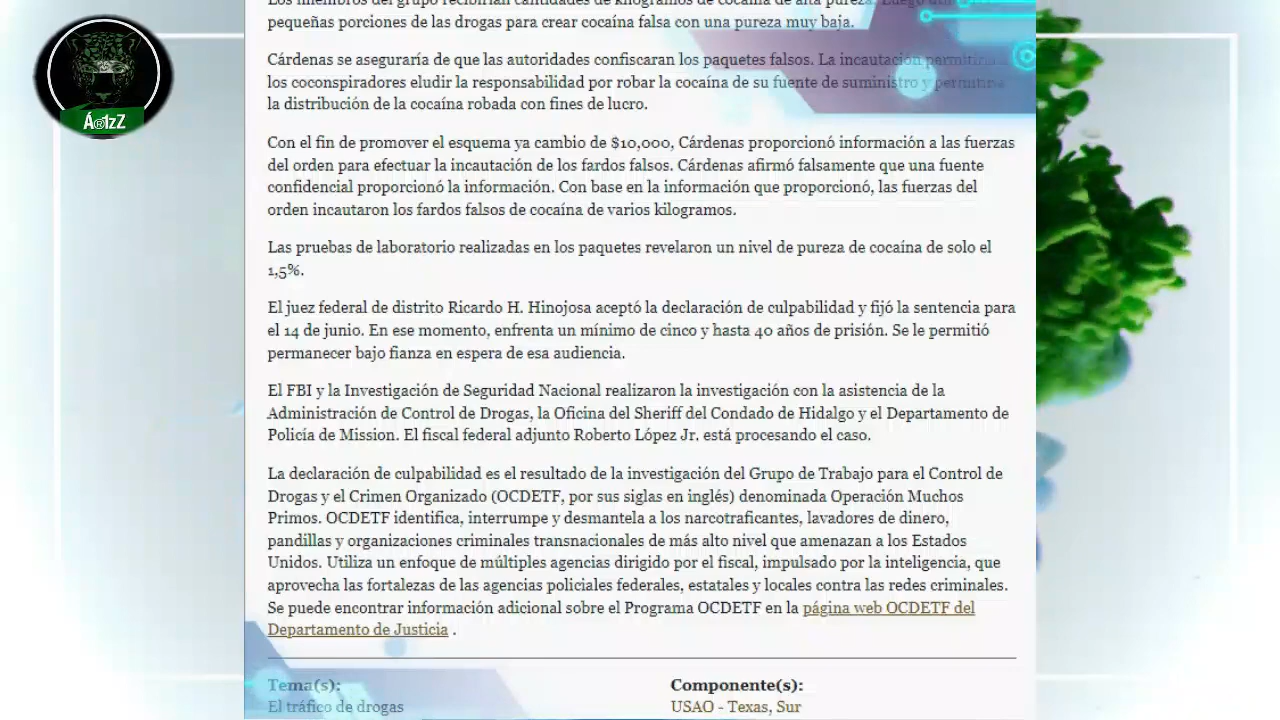 Los miembros del grupo recibirían cantidades de kilogramos de cocaína de alta pureza. Luego
pequeñas porciones de las drogas para crear cocaína falsa con una pureza muy baja.
Cárdenas se aseguraría de que las autoridades confiscaran los paquetes falsos. La incautación
los coconspiradores eludir la responsabilidad por robar la cocaína de su fuente de suministro y
la distribución de la cocaína robada con fines de lucro.
Con el fin de promover el esquema ya cambio de $10,000, Cárdenas proporcionó información a las fuerzas
del orden para efectuar la incautación de los fardos falsos. Cárdenas afirmó falsamente que una fuente
confidencial proporcionó la información. Con base en la información que proporcionó, las fuerzas del
orden incautaron los fardos falsos de cocaína de varios kilogramos.
Las pruebas de laboratorio realizadas en los paquetes revelaron un nivel de pureza de cocaína de solo el
1,5%.
El juez federal de distrito Ricardo H. Hinojosa aceptó la declaración de culpabilidad y fijó la sentencia para
el 14 de junio. En ese momento, enfrenta un mínimo de cinco y hasta 40 años de prisión. Se le permitió
permanecer bajo fianza en espera de esa audiencia.
El FBI y la Investigación de Seguridad Nacional realizaron la investigación con la asistencia de la
Administración de Control de Drogas, la Oficina del Sheriff del Condado de Hidalgo y el Departamento de
Policía de Mission. El fiscal federal adjunto Roberto López Jr. está procesando el caso.
La declaración de culpabilidad es el resultado de la investigación del Grupo de Trabajo para el Control de
Drogas y el Crimen Organizado (OCDETF, por sus siglas en inglés) denominada Operación Muchos
Primos. OCDETF identifica, interrumpe y desmantela a los narcotraficantes, lavadores de dinero,
pandillas y organizaciones criminales transnacionales de más alto nivel que amenazan a los Estados
Unidos. Utiliza un enfoque de múltiples agencias dirigido por el fiscal, impulsado por la inteligencia, que
aprovecha las fortalezas de las agencias policiales federales, estatales y locales contra las redes criminales.
Se puede encontrar información adicional sobre el Programa OCDETF en la página web OCDETF del
Departamento de Justicia .
Tema(s):
El tráfico de drogas
Componente(s):
USAO - Texas, Sur
Á®1zZ